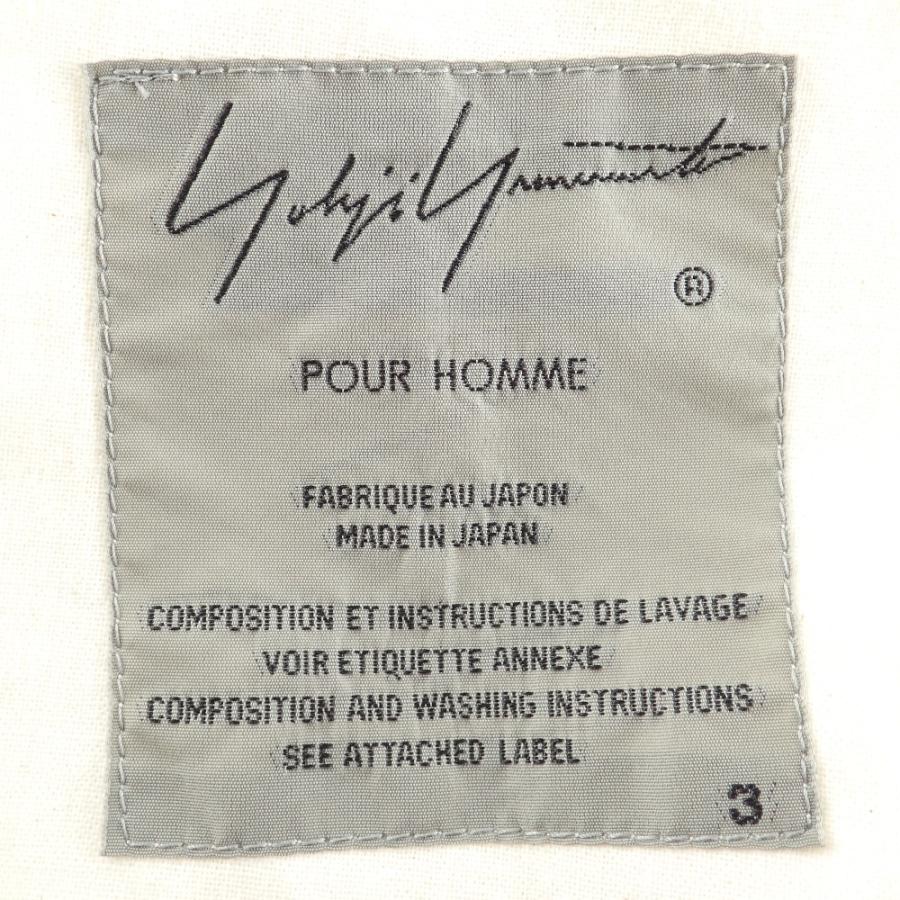 Yohji Yamamoto
®
POUR HOMME
FABRIQUE AU JAPON
MADE IN JAPAN
COMPOSITION ET INSTRUCTIONS DE LAVAGE
VOIR ETIQUETTE ANNEXE
COMPOSITION AND WASHING INSTRUCTIONS
SEE ATTACHED LABEL
3